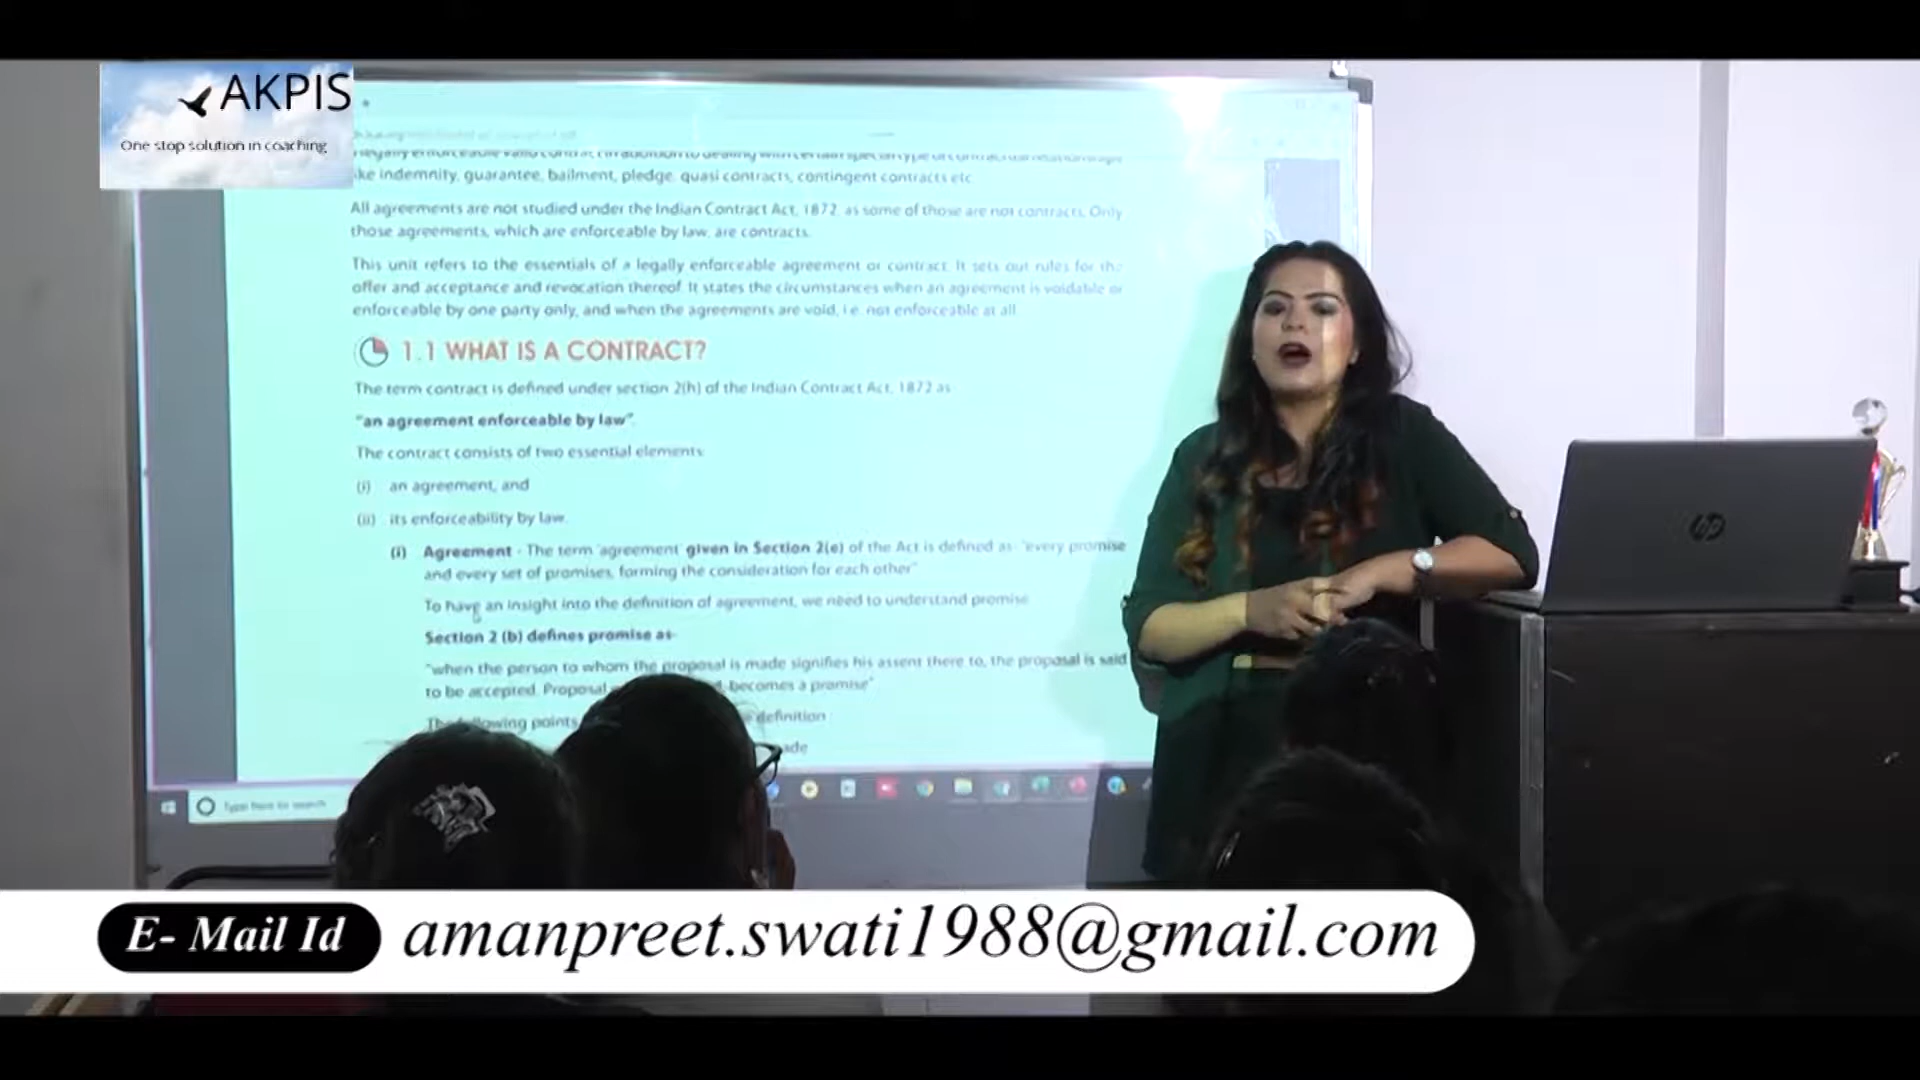 AKPIS
One stop solution in coaching
like indemnity, guarantee, bailment, pledge, quasi contracts, contingent contracts etc
All agreements are not studied under the Indian Contract Act, 1872, as some of those are not contracts. Only
those agreements, which are enforceable by law, are contracts.
This unit refers to the essentials of a legally enforceable agreement or contract. It sets out rules for the
offer and acceptance and revocation thereof. It states the circumstances when an agreement is voidable or
enforceable by one party only, and when the agreements are void, i.e. not enforceable at all.
1.1 WHAT IS A CONTRACT?
The term contract is defined under section 2(h) of the Indian Contract Act, 1872 as
"an agreement enforceable by law".
The contract consists of two essential elements
(i) an agreement, and
(ii) its enforceability by law.
(i) Agreement - The term 'agreement' given in Section 2(e) of the Act is defined as- "every promise
and every set of promises, forming the consideration for each other"
To have an insight into the definition of agreement, we need to understand promise
Section 2 (b) defines promise as-
"when the person to whom the proposal is made signifies his assent there to, the proposal is said
to be accepted. Proposal becomes a promise"
The following points definition
Type here to search
hp
E- Mail Id amanpreet.swati1988@gmail.com